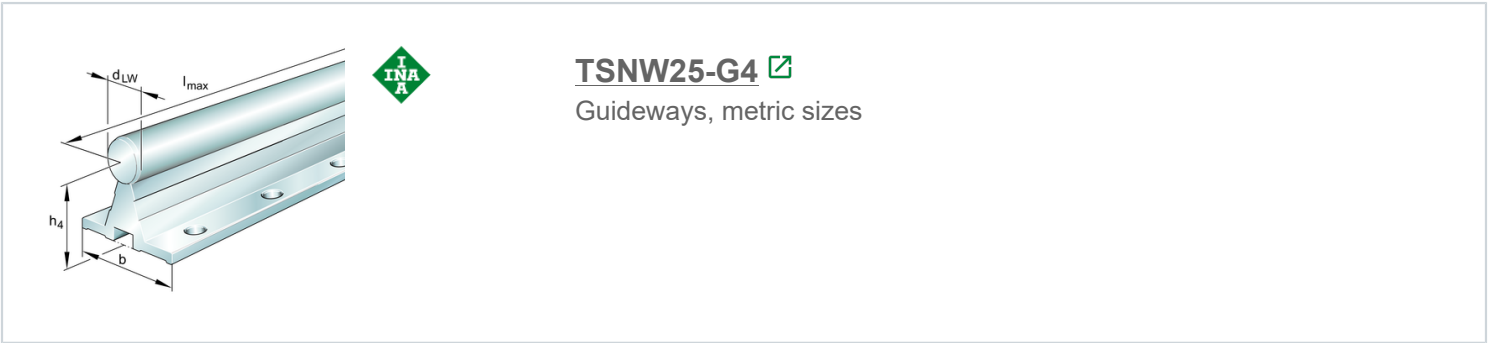 dLW
lmax
h4
b
I
INA
A
TSNW25-G4
Guideways, metric sizes